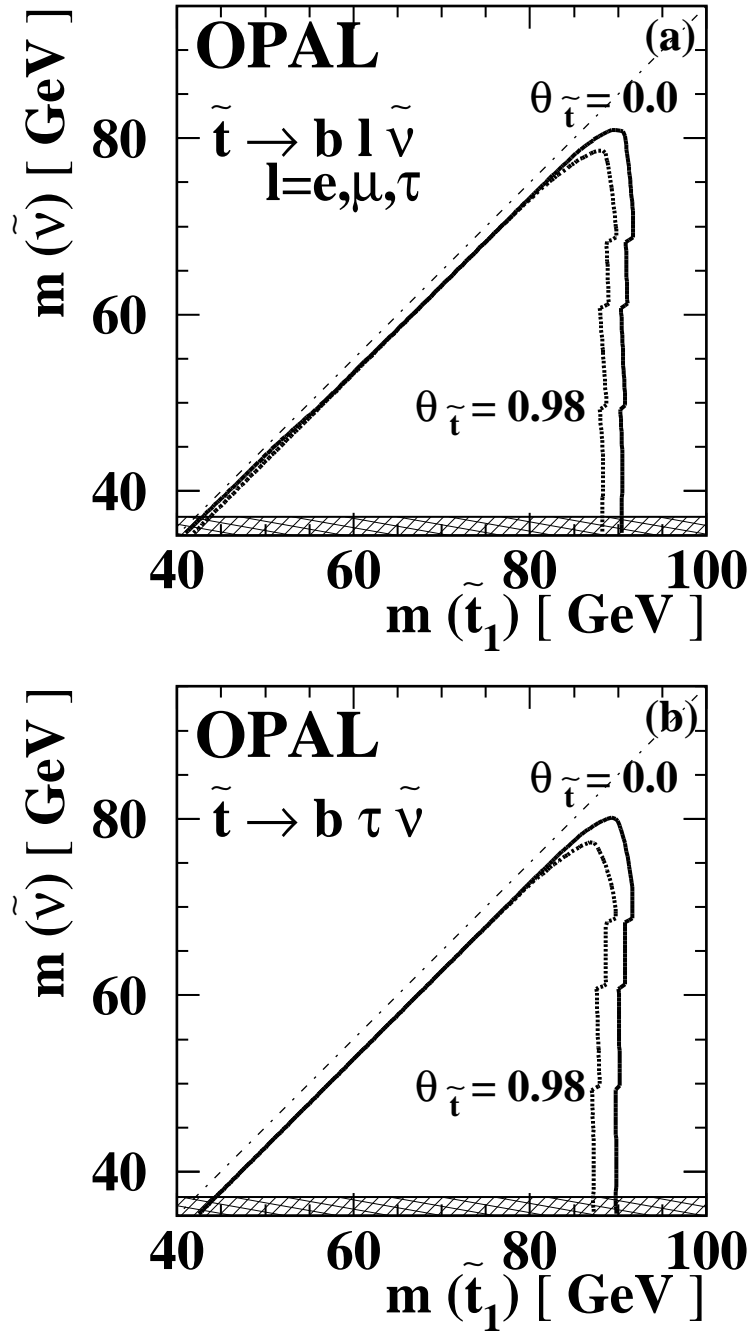 OPAL
(a)
θ t̃ = 0.0
t̃ → b l ν̃
l=e,μ,τ
θ t̃ = 0.98
m (ν̃) [ GeV ]
80
60
40
40 60 80 100
m (t̃1) [ GeV ]
OPAL
(b)
θ t̃ = 0.0
t̃ → b τ ν̃
θ t̃ = 0.98
m (ν̃) [ GeV ]
80
60
40
40 60 80 100
m (t̃1) [ GeV ]